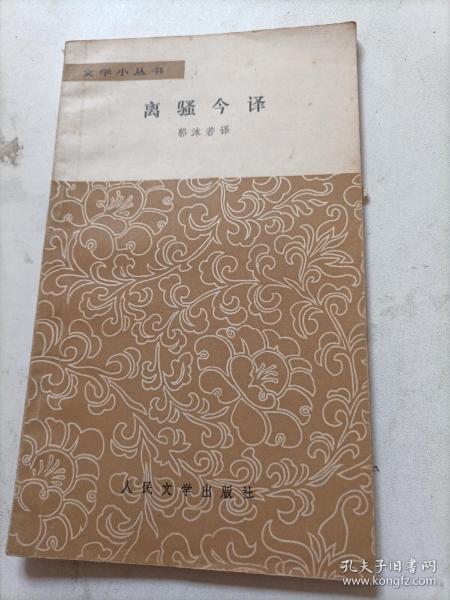 文学小丛书
离骚今译
郭沫若译
人民文学出版社
孔夫子旧书网
www.kongfz.com